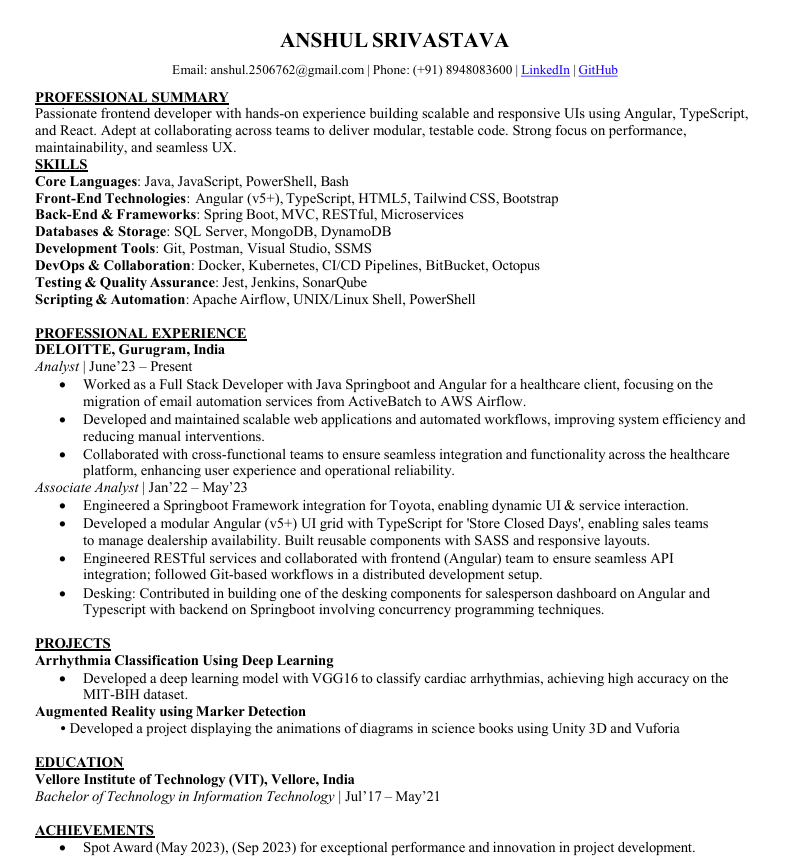 ANSHUL SRIVASTAVA
Email: anshul.2506762@gmail.com | Phone: (+91) 8948083600 | LinkedIn | GitHub
PROFESSIONAL SUMMARY
Passionate frontend developer with hands-on experience building scalable and responsive UIs using Angular, TypeScript,
and React. Adept at collaborating across teams to deliver modular, testable code. Strong focus on performance,
maintainability, and seamless UX.
SKILLS
Core Languages: Java, JavaScript, PowerShell, Bash
Front-End Technologies: Angular (v5+), TypeScript, HTML5, Tailwind CSS, Bootstrap
Back-End & Frameworks: Spring Boot, MVC, RESTful, Microservices
Databases & Storage: SQL Server, MongoDB, DynamoDB
Development Tools: Git, Postman, Visual Studio, SSMS
DevOps & Collaboration: Docker, Kubernetes, CI/CD Pipelines, BitBucket, Octopus
Testing & Quality Assurance: Jest, Jenkins, SonarQube
Scripting & Automation: Apache Airflow, UNIX/Linux Shell, PowerShell
PROFESSIONAL EXPERIENCE
DELOITTE, Gurugram, India
Analyst | June’23 – Present
• Worked as a Full Stack Developer with Java Springboot and Angular for a healthcare client, focusing on the
migration of email automation services from ActiveBatch to AWS Airflow.
• Developed and maintained scalable web applications and automated workflows, improving system efficiency and
reducing manual interventions.
• Collaborated with cross-functional teams to ensure seamless integration and functionality across the healthcare
platform, enhancing user experience and operational reliability.
Associate Analyst | Jan’22 – May’23
• Engineered a Springboot Framework integration for Toyota, enabling dynamic UI & service interaction.
• Developed a modular Angular (v5+) UI grid with TypeScript for 'Store Closed Days', enabling sales teams
to manage dealership availability. Built reusable components with SASS and responsive layouts.
• Engineered RESTful services and collaborated with frontend (Angular) team to ensure seamless API
integration; followed Git-based workflows in a distributed development setup.
• Desking: Contributed in building one of the desking components for salesperson dashboard on Angular and
Typescript with backend on Springboot involving concurrency programming techniques.
PROJECTS
Arrhythmia Classification Using Deep Learning
• Developed a deep learning model with VGG16 to classify cardiac arrhythmias, achieving high accuracy on the
MIT-BIH dataset.
Augmented Reality using Marker Detection
• Developed a project displaying the animations of diagrams in science books using Unity 3D and Vuforia
EDUCATION
Vellore Institute of Technology (VIT), Vellore, India
Bachelor of Technology in Information Technology | Jul’17 – May’21
ACHIEVEMENTS
• Spot Award (May 2023), (Sep 2023) for exceptional performance and innovation in project development.